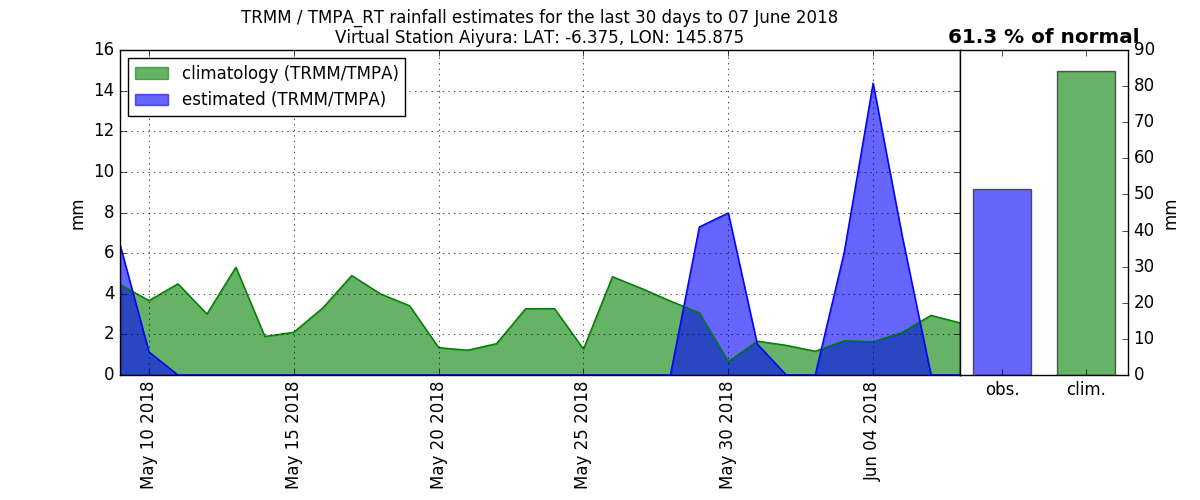 TRMM / TMPA_RT rainfall estimates for the last 30 days to 07 June 2018
Virtual Station Aiyura: LAT: -6.375, LON: 145.875
61.3 % of normal
climatology (TRMM/TMPA)
estimated (TRMM/TMPA)
16
14
12
10
8
6
4
2
0
mm
May 10 2018
May 15 2018
May 20 2018
May 25 2018
May 30 2018
Jun 04 2018
90
80
70
60
50
40
30
20
10
0
mm
obs.
clim.